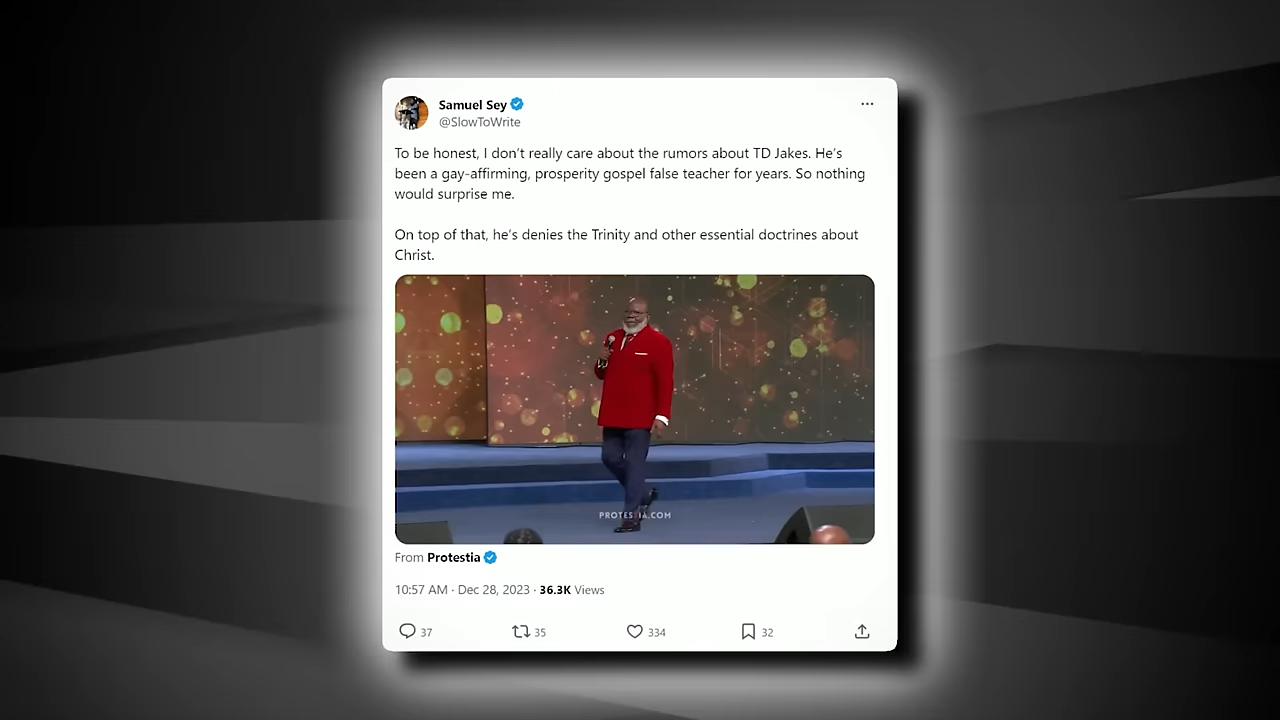 Samuel Sey
@SlowToWrite
To be honest, I don't really care about the rumors about TD Jakes. He's
been a gay-affirming, prosperity gospel false teacher for years. So nothing
would surprise me.
On top of that, he's denies the Trinity and other essential doctrines about
Christ.
PROTESTIA.COM
From Protestia
10:57 AM · Dec 28, 2023 · 36.3K Views
37 35 334 32